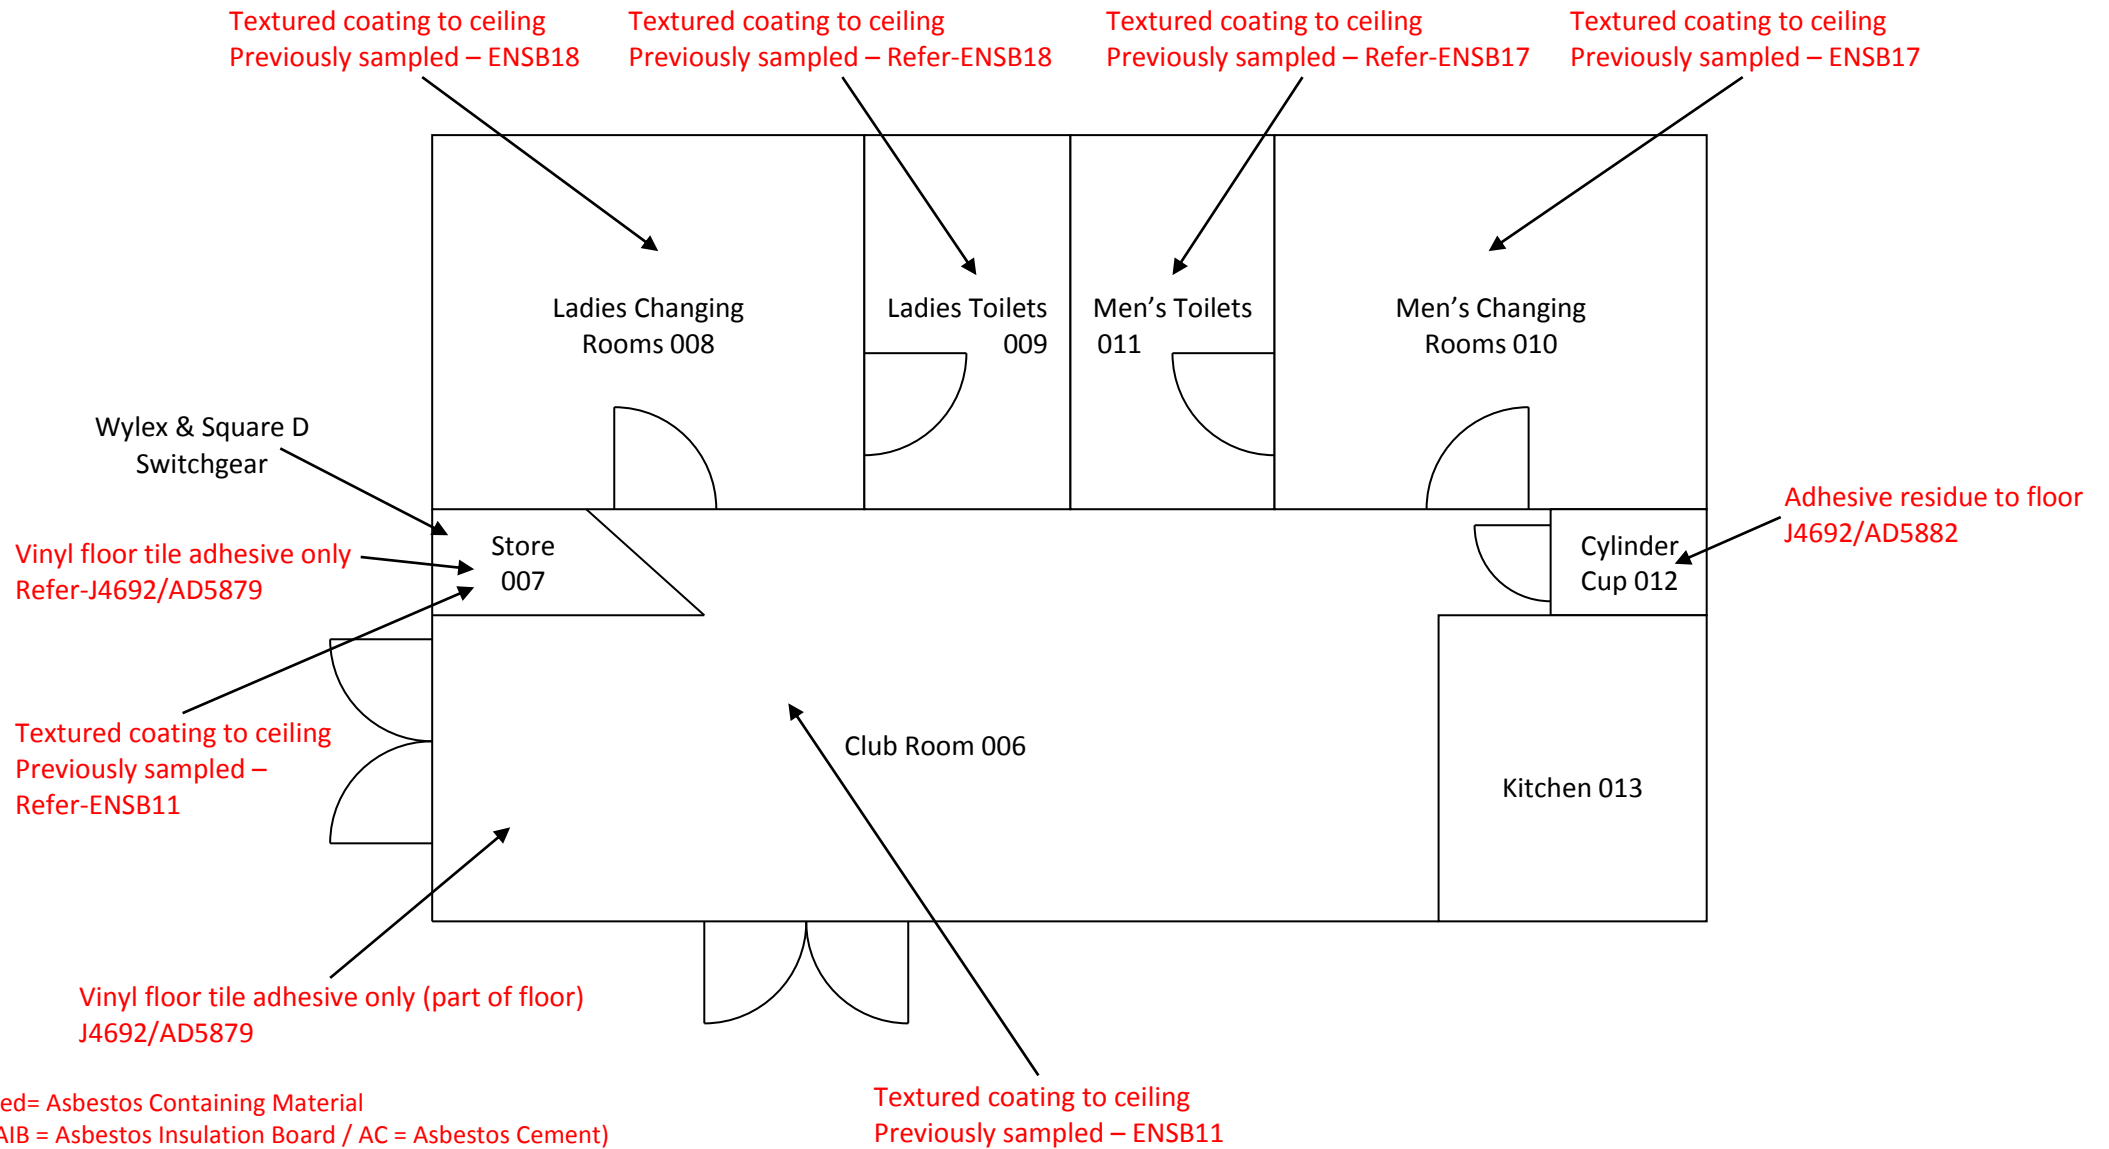 Textured coating to ceiling
Previously sampled – ENSB18
Textured coating to ceiling
Previously sampled – Refer-ENSB18
Textured coating to ceiling
Previously sampled – Refer-ENSB17
Textured coating to ceiling
Previously sampled – ENSB17
Ladies Changing
Rooms 008
Ladies Toilets
009
Men’s Toilets
011
Men’s Changing
Rooms 010
Wylex & Square D
Switchgear
Adhesive residue to floor
J4692/AD5882
Vinyl floor tile adhesive only
Refer-J4692/AD5879
Store
007
Cylinder
Cup 012
Textured coating to ceiling
Previously sampled –
Refer-ENSB11
Club Room 006
Kitchen 013
Vinyl floor tile adhesive only (part of floor)
J4692/AD5879
ed= Asbestos Containing Material
AIB = Asbestos Insulation Board / AC = Asbestos Cement)
Textured coating to ceiling
Previously sampled – ENSB11